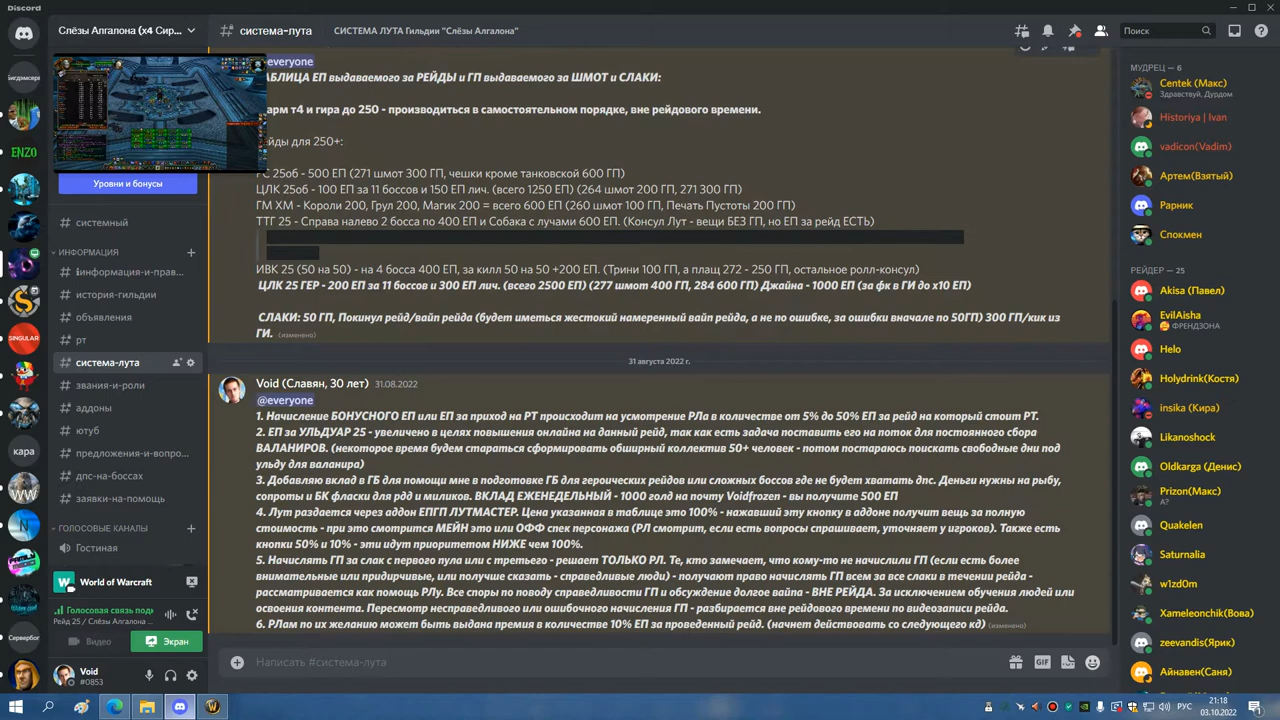 Discord
Слёзы Алгалона (x4 Сир...
система-лута
СИСТЕМА ЛУТА Гильдии "Слёзы Алгалона"
Поиск
Уровни и бонусы
системный
ИНФОРМАЦИЯ
информация-и-прав...
история-гильдии
объявления
рт
система-лута
звания-и-роли
аддоны
ютуб
предложения-и-вопро...
дпс-на-боссах
заявки-на-помощь
ГОЛОСОВЫЕ КАНАЛЫ
Гостиная
World of Warcraft
Голосовая связь подк
Рейд 25 / Слёзы Алгалона ...
Видео
Экран
Void
#0853
ENZO
SINGULAR
КАРА
WW
Сервербог
@everyone
АБЛИЦА ЕП выдаваемого за РЕЙДЫ и ГП выдаваемого за ШМОТ и СЛАКИ:
арм т4 и гира до 250 - производиться в самостоятельном порядке, вне рейдового времени.
йды для 250+:
РС 25об - 500 ЕП (271 шмот 300 ГП, чешки кроме танковской 600 ГП)
ЦЛК 25об - 100 ЕП за 11 боссов и 150 ЕП лич. (всего 1250 ЕП) (264 шмот 200 ГП, 271 300 ГП)
ГМ ХМ - Короли 200, Грул 200, Магик 200 = всего 600 ЕП (260 шмот 100 ГП, Печать Пустоты 200 ГП)
ТТГ 25 - Справа налево 2 босса по 400 ЕП и Собака с лучами 600 ЕП. (Консул Лут - вещи БЕЗ ГП, но ЕП за рейд ЕСТЬ)
ИВК 25 (50 на 50) - на 4 босса 400 ЕП, за килл 50 на 50 +200 ЕП. (Трини 100 ГП, а плащ 272 - 250 ГП, остальное ролл-консул)
ЦЛК 25 ГЕР - 200 ЕП за 11 боссов и 300 ЕП лич. (всего 2500 ЕП) (277 шмот 400 ГП, 284 600 ГП) Джайна - 1000 ЕП (за фк в ГИ до x10 ЕП)
СЛАКИ: 50 ГП, Покинул рейд/вайп рейда (будет иметься жестокий намеренный вайп рейда, а не по ошибке, за ошибки вначале по 50ГП) 300 ГП/кик из
ГИ. (изменено)
31 августа 2022 г.
Void (Славян, 30 лет) 31.08.2022
@everyone
1. Начисление БОНУСНОГО ЕП или ЕП за приход на РТ происходит на усмотрение РЛа в количестве от 5% до 50% ЕП за рейд на который стоит РТ.
2. ЕП за УЛЬДУАР 25 - увеличено в целях повышения онлайна на данный рейд, так как есть задача поставить его на поток для постоянного сбора
ВАЛАНИРОВ. (некоторое время будем стараться сформировать обширный коллектив 50+ человек - потом постараюсь поискать свободные дни под
ульду для валанира)
3. Добавляю вклад в ГБ для помощи мне в подготовке ГБ для героических рейдов или сложных боссов где не будет хватать дпс. Деньги нужны на рыбу,
сопроты и БК фласки для рдд и миликов. ВКЛАД ЕЖЕНЕДЕЛЬНЫЙ - 1000 голд на почту Voidfrozen - вы получите 500 ЕП
4. Лут раздается через аддон ЕПГП ЛУТМАСТЕР. Цена указанная в таблице это 100% - нажавший эту кнопку в аддоне получит вещь за полную
стоимость - при это смотрится МЕЙН это или ОФФ спек персонажа (РЛ смотрит, если есть вопросы спрашивает, уточняет у игроков). Также есть
кнопки 50% и 10% - эти идут приоритетом НИЖЕ чем 100%.
5. Начислять ГП за слак с первого пула или с третьего - решает ТОЛЬКО РЛ. Те, кто замечает, что кому-то не начислили ГП (если есть более
внимательные или придирчивые, или получше сказать - справедливые люди) - получают право начислять ГП всем за все слаки в течении рейда -
рассматривается как помощь РЛу. Все споры по поводу справедливости ГП и обсуждение долгое вайпа - ВНЕ РЕЙДА. За исключением обучения людей или
освоения контента. Пересмотр несправедливого или ошибочного начисления ГП - разбирается вне рейдового времени по видеозаписи рейда.
6. РЛам по их желанию может быть выдана премия в количестве 10% ЕП за проведенный рейд. (начнет действовать со следующего кд) (изменено)
Написать #система-лута
GIF
МУДРЕЦ — 6
Centek (Макс)
Здравствуй, Дурдом
Historiya | Ivan
vadicon(Vadim)
Артем(Взятый)
Рарник
Спокмен
РЕЙДЕР — 25
Akisa (Павел)
EvilAisha
ФРЕНДЗОНА
Helo
Holydrink(Костя)
insika (Кира)
Likanoshock
Oldkarga (Денис)
Prizon(Макс)
A?
Quakelen
Saturnalia
w1zd0m
Xameleonchik(Вова)
zeevandis(Ярик)
Айнавен(Саня)
РУС
21:18
03.10.2022